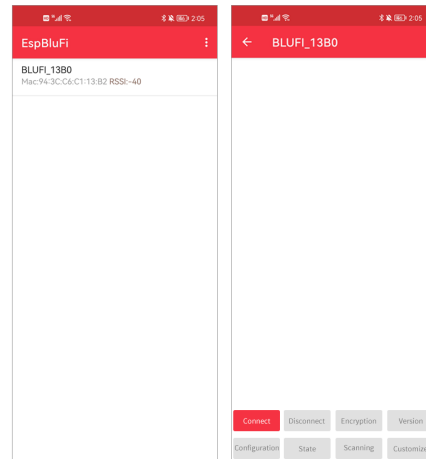 2:05
EspBluFi
BLUFI_13B0
Mac:94:3C:C6:C1:13:B2 RSSI:-40
2:05
BLUFI_13B0
Connect Disconnect Encryption Version
Configuration State Scanning Customize